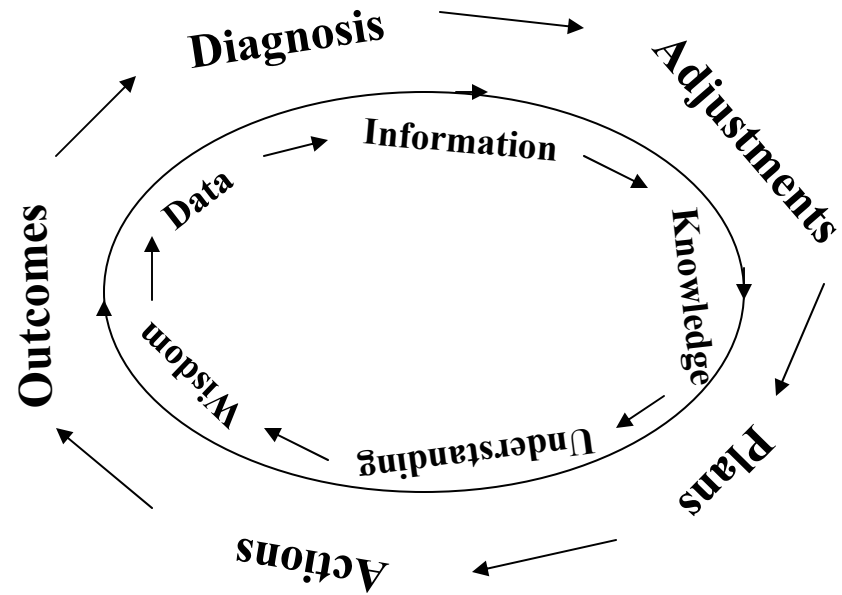 Diagnosis
Adjustments
Plans
Actions
Outcomes
Information
Knowledge
Understanding
Wisdom
Data